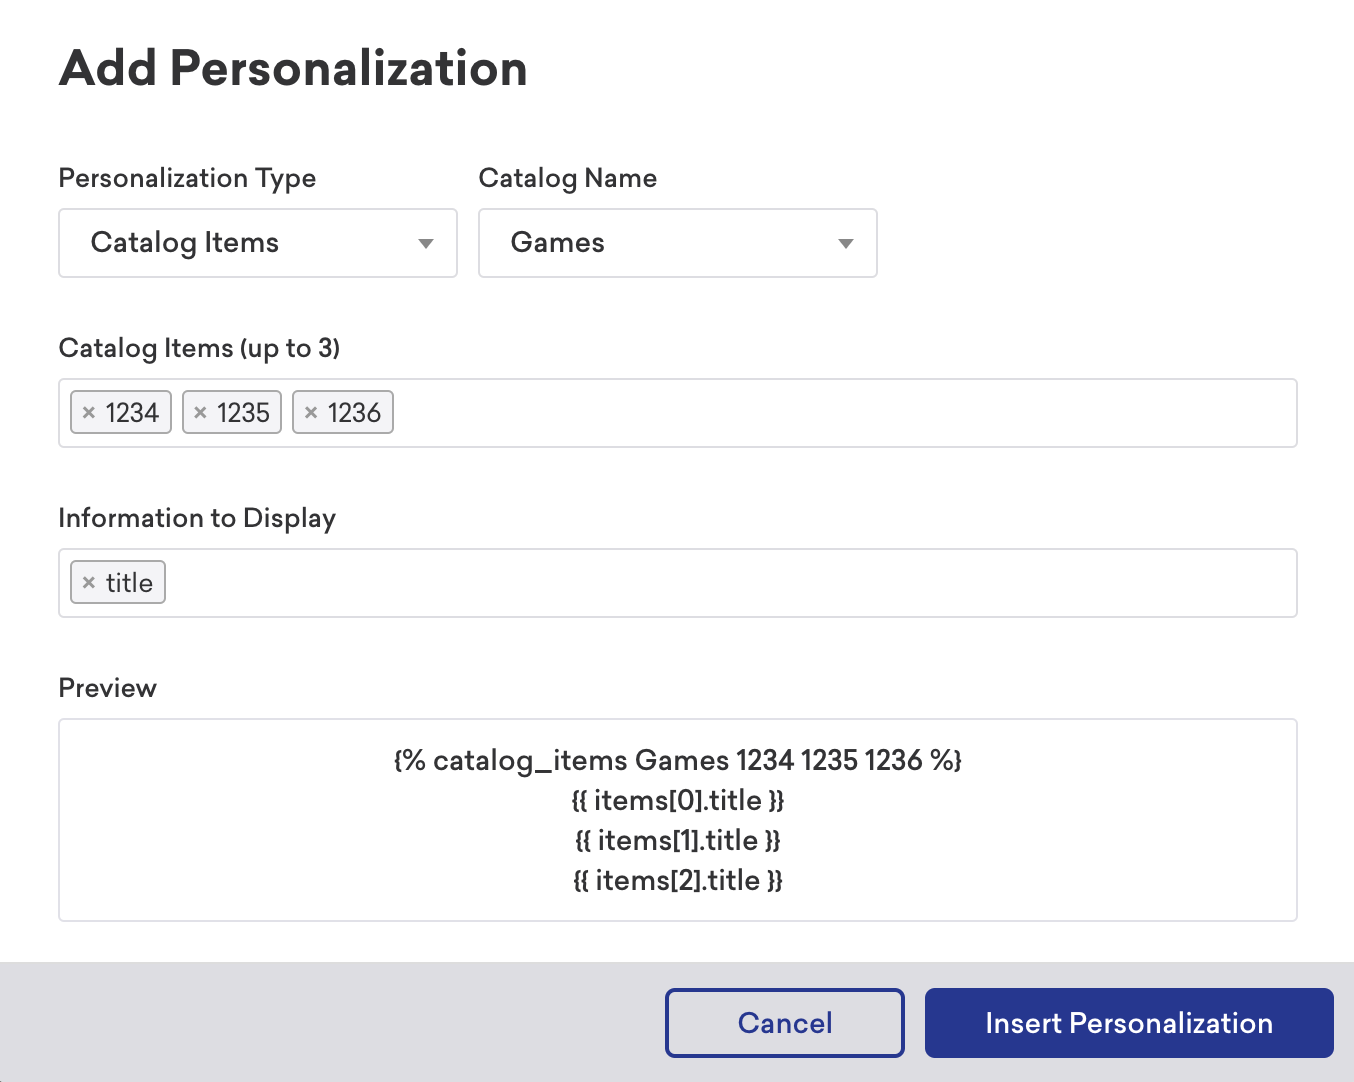 Add Personalization
Personalization Type
Catalog Name
Catalog Items
Games
Catalog Items (up to 3)
× 1234 × 1235 × 1236
Information to Display
× title
Preview
{% catalog_items Games 1234 1235 1236 %}
{{ items[0].title }}
{{ items[1].title }}
{{ items[2].title }}
Cancel
Insert Personalization